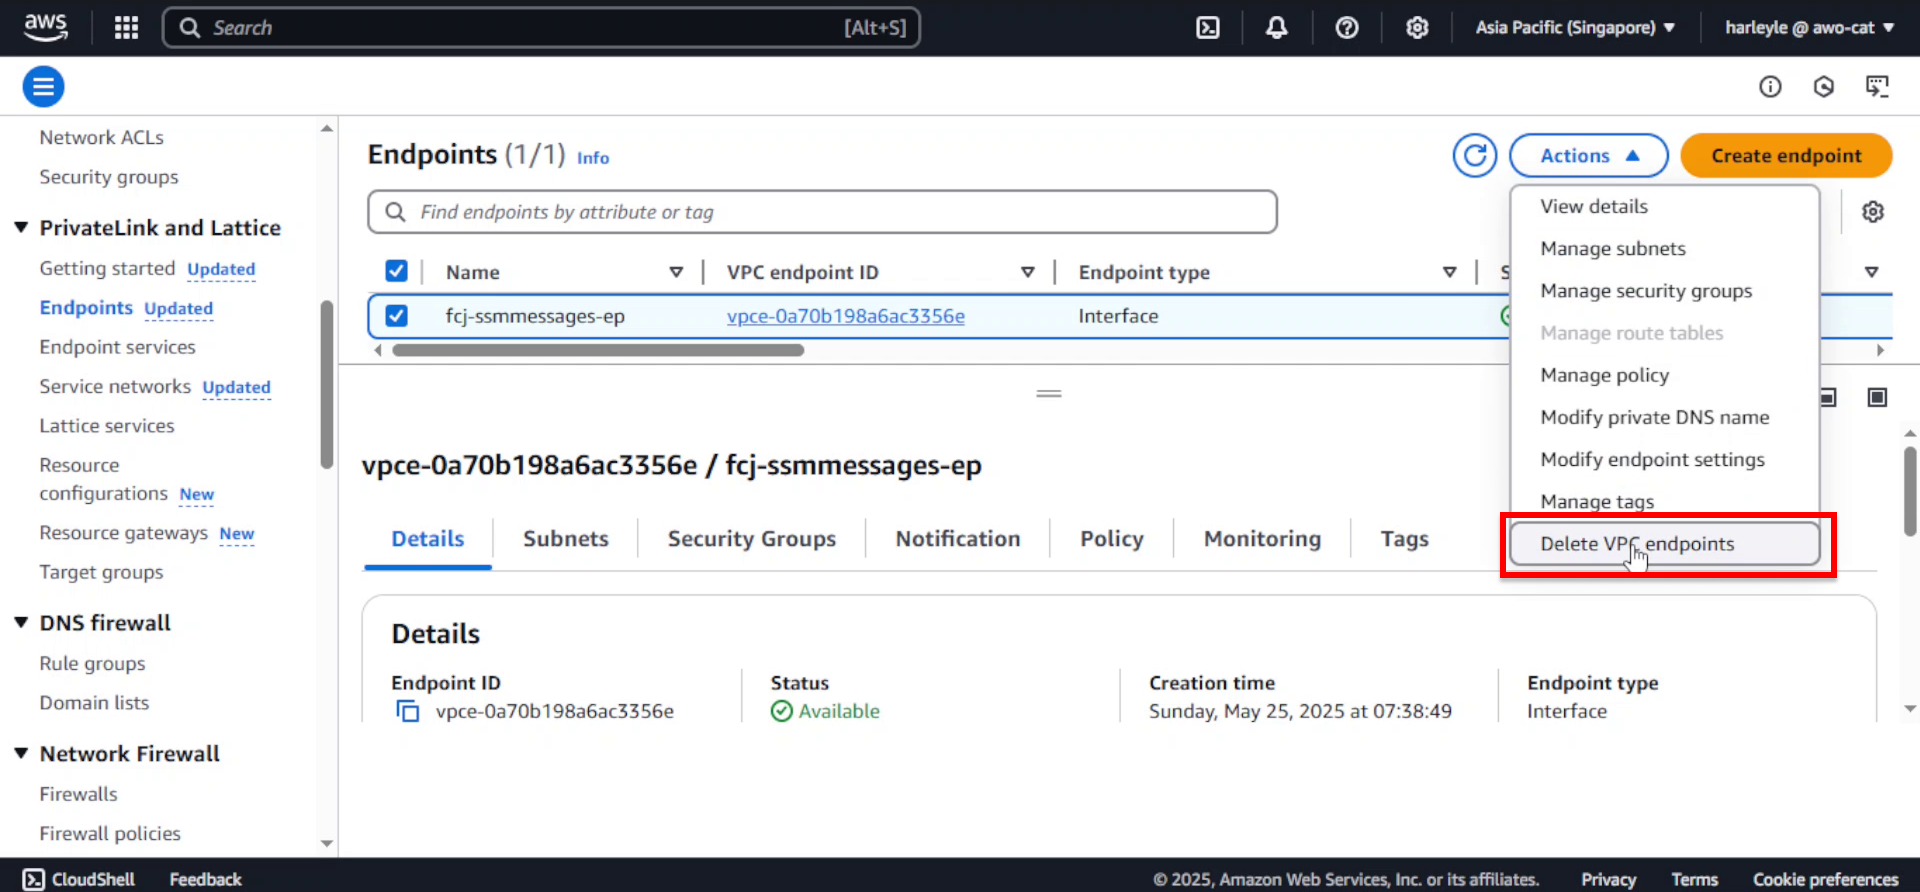 aws
Search [Alt+S]
Asia Pacific (Singapore) ▼
harleyle @ awo-cat ▼
Network ACLs
Security groups
PrivateLink and Lattice
Getting started Updated
Endpoints Updated
Endpoint services
Service networks Updated
Lattice services
Resource
configurations New
Resource gateways New
Target groups
DNS firewall
Rule groups
Domain lists
Network Firewall
Firewalls
Firewall policies
Endpoints (1/1) Info
Actions
Create endpoint
Find endpoints by attribute or tag
Name
VPC endpoint ID
Endpoint type
fcj-ssmmessages-ep
vpce-0a70b198a6ac3356e
Interface
View details
Manage subnets
Manage security groups
Manage route tables
Manage policy
Modify private DNS name
Modify endpoint settings
Manage tags
Delete VPC endpoints
vpce-0a70b198a6ac3356e / fcj-ssmmessages-ep
Details
Subnets
Security Groups
Notification
Policy
Monitoring
Tags
Details
Endpoint ID
vpce-0a70b198a6ac3356e
Status
Available
Creation time
Sunday, May 25, 2025 at 07:38:49
Endpoint type
Interface
CloudShell
Feedback
© 2025, Amazon Web Services, Inc. or its affiliates.
Privacy
Terms
Cookie preferences